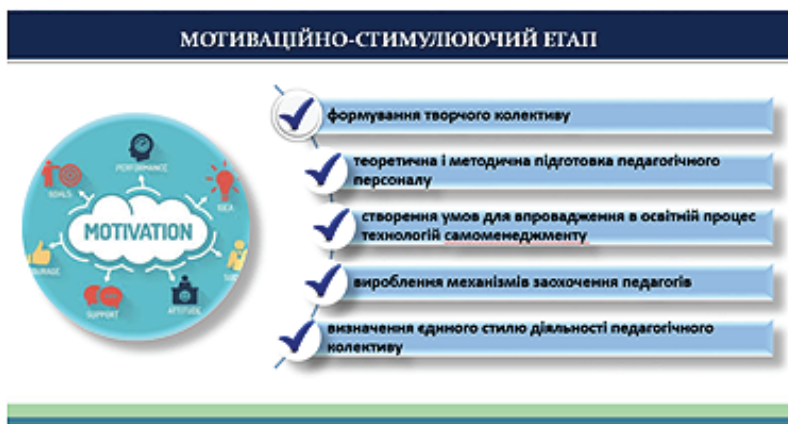 МОТИВАЦІЙНО-СТИМУЛЮЮЧИЙ ЕТАП
формування творчого колективу
теоретична і методична підготовка педагогічного
персоналу
створення умов для впровадження в освітній процес
технологій самоменеджменту
вироблення механізмів заохочення педагогів
визначення єдиного стилю діяльності педагогічного
колективу
PERFORMANCE
GOALS
IDEA
MOTIVATION
SUPPORT
ATTITUDE